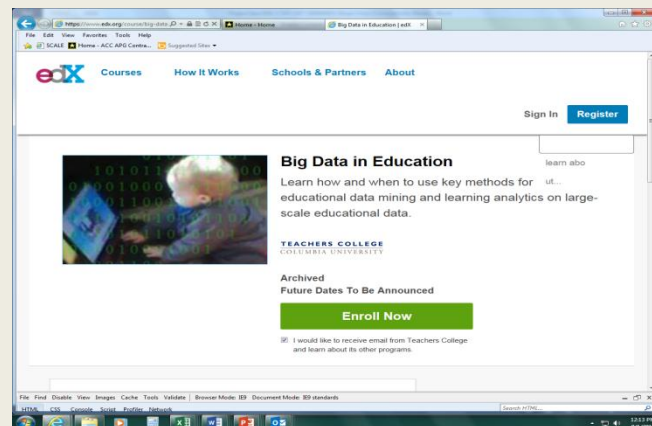 https://www.edx.org/course/big-data
Home - Home
Big Data in Education | edX
File Edit View Favorites Tools Help
SCALE Home - ACC APG Centra... Suggested Sites
edX
Courses How It Works Schools & Partners About
Sign In Register
Big Data in Education
learn abo
ut...
Learn how and when to use key methods for
educational data mining and learning analytics on large-
scale educational data.
TEACHERS COLLEGE
COLUMBIA UNIVERSITY
Archived
Future Dates To Be Announced
Enroll Now
I would like to receive email from Teachers College
and learn about its other programs.
File Find Disable View Images Cache Tools Validate Browser Mode: IE9 Document Mode: IE9 standards
HTML CSS Console Script Profiler Network Search HTML...
12:13 PM